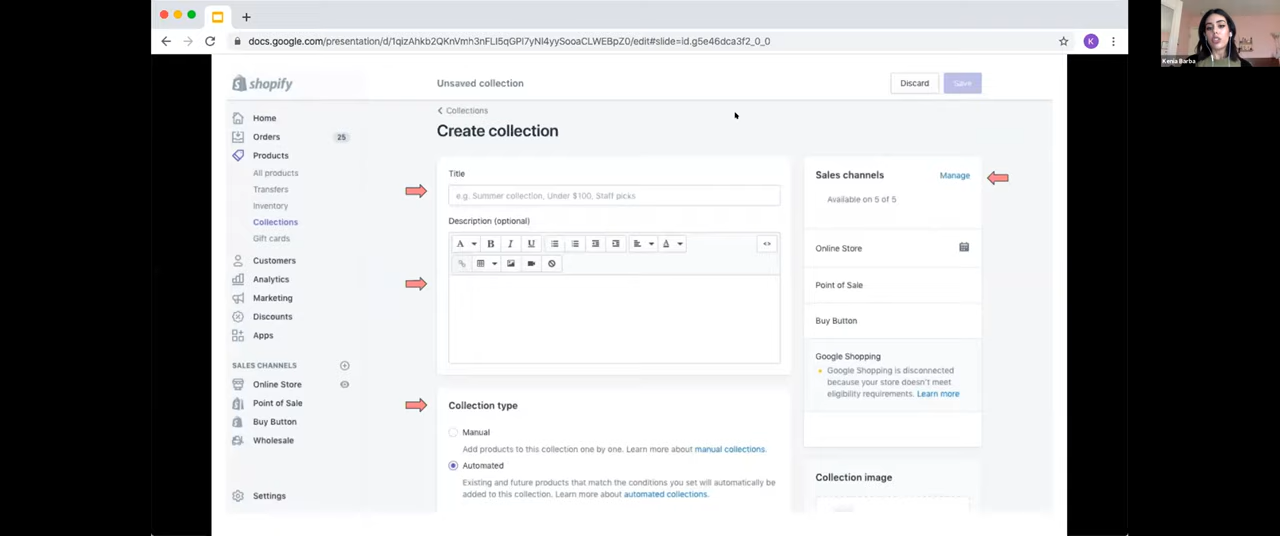 docs.google.com/presentation/d/1qizAhkb2QKnVmh3nFLI5qGPI7yNl4yySooaCLWEBpZ0/edit#slide=id.g5e46dca3f2_0_0
K
Kenia Barba
shopify
Unsaved collection
Discard
Save
Home
Orders
25
Products
All products
Transfers
Inventory
Collections
Gift cards
Customers
Analytics
Marketing
Discounts
Apps
SALES CHANNELS
Online Store
Point of Sale
Buy Button
Wholesale
Settings
Collections
Create collection
Title
e.g. Summer collection, Under $100, Staff picks
Description (optional)
A
B
I
U
A
Collection type
Manual
Add products to this collection one by one. Learn more about manual collections.
Automated
Existing and future products that match the conditions you set will automatically be
added to this collection. Learn more about automated collections.
Sales channels
Manage
Available on 5 of 5
Online Store
Point of Sale
Buy Button
Google Shopping
Google Shopping is disconnected
because your store doesn't meet
eligibility requirements. Learn more
Collection image